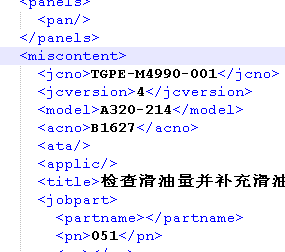 <panels>
<pan/>
</panels>
<miscontent>
<jcno>TGPE-M4990-001</jcno>
<jcversion>4</jcversion>
<model>A320-214</model>
<acno>B1627</acno>
<ata/>
<applic/>
<title>检查滑油量并补充滑油
<jobpart>
<partname></partname>
<pn>051</pn>